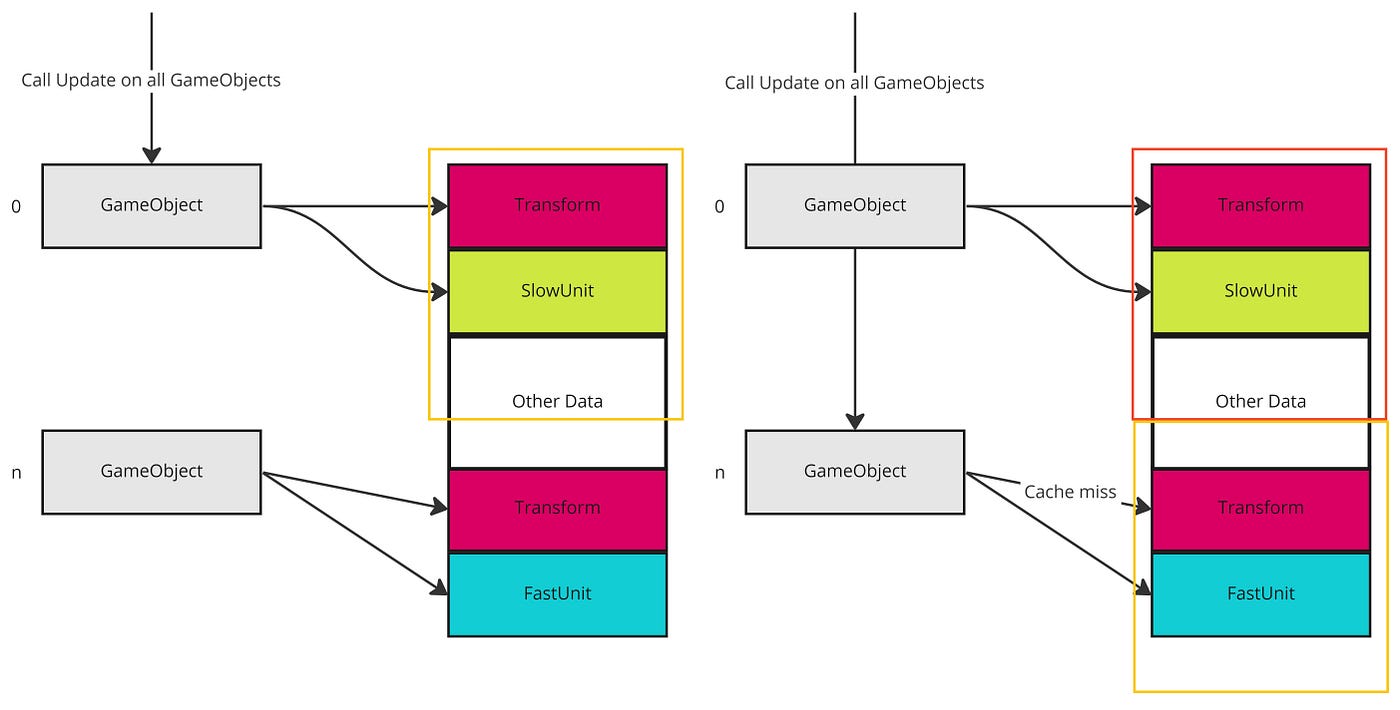 Call Update on all GameObjects
0
GameObject
Transform
SlowUnit
Other Data
n
GameObject
Transform
FastUnit
Call Update on all GameObjects
0
GameObject
Transform
SlowUnit
Other Data
n
GameObject
Cache miss
Transform
FastUnit